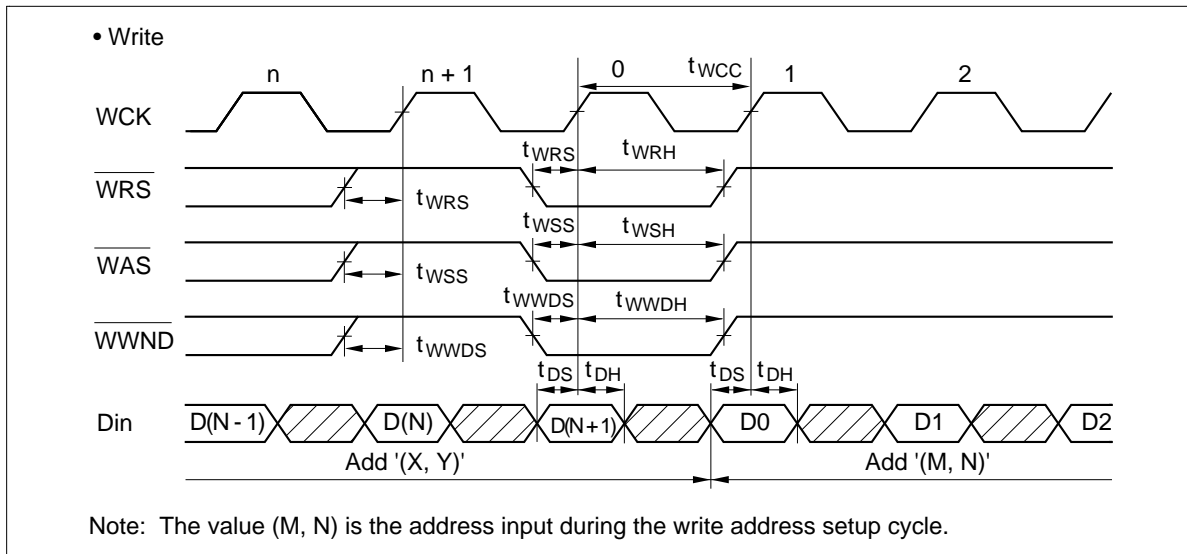 • Write
n n + 1 0 tWCC 1 2
WCK
tWRS tWRH
WRS
tWRS
tWSS tWSH
WAS
tWSS
tWWDS tWWDH
WWND
tWWDS
tDS tDH tDS tDH
Din D(N - 1) D(N) D(N + 1) D0 D1 D2
Add '(X, Y)' Add '(M, N)'
Note: The value (M, N) is the address input during the write address setup cycle.